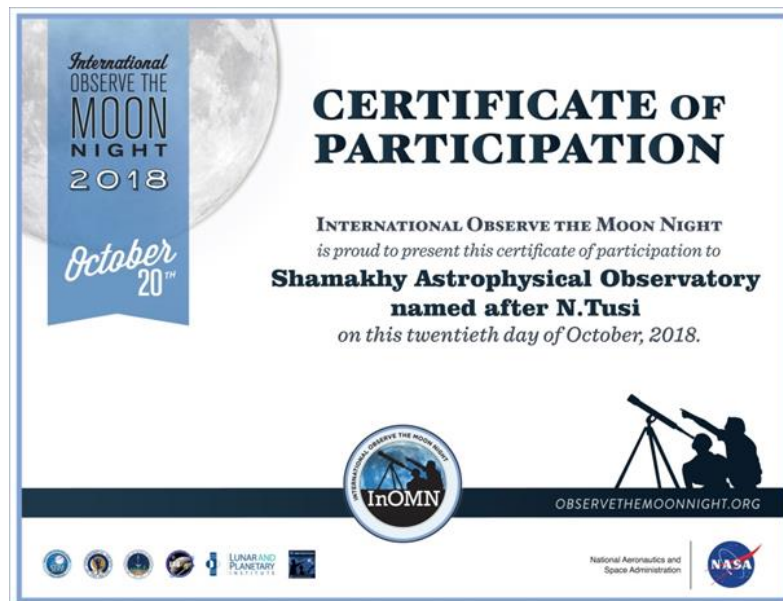 International
OBSERVE THE
MOON
NIGHT
2018
October
20TH
CERTIFICATE OF
PARTICIPATION
INTERNATIONAL OBSERVE THE MOON NIGHT
is proud to present this certificate of participation to
Shamakhy Astrophysical Observatory
named after N.Tusi
on this twentieth day of October, 2018.
INTERNATIONAL OBSERVE THE MOON NIGHT
InOMN
OBSERVETHEMOONNIGHT.ORG
LUNAR AND
PLANETARY
INSTITUTE
National Aeronautics and
Space Administration
NASA